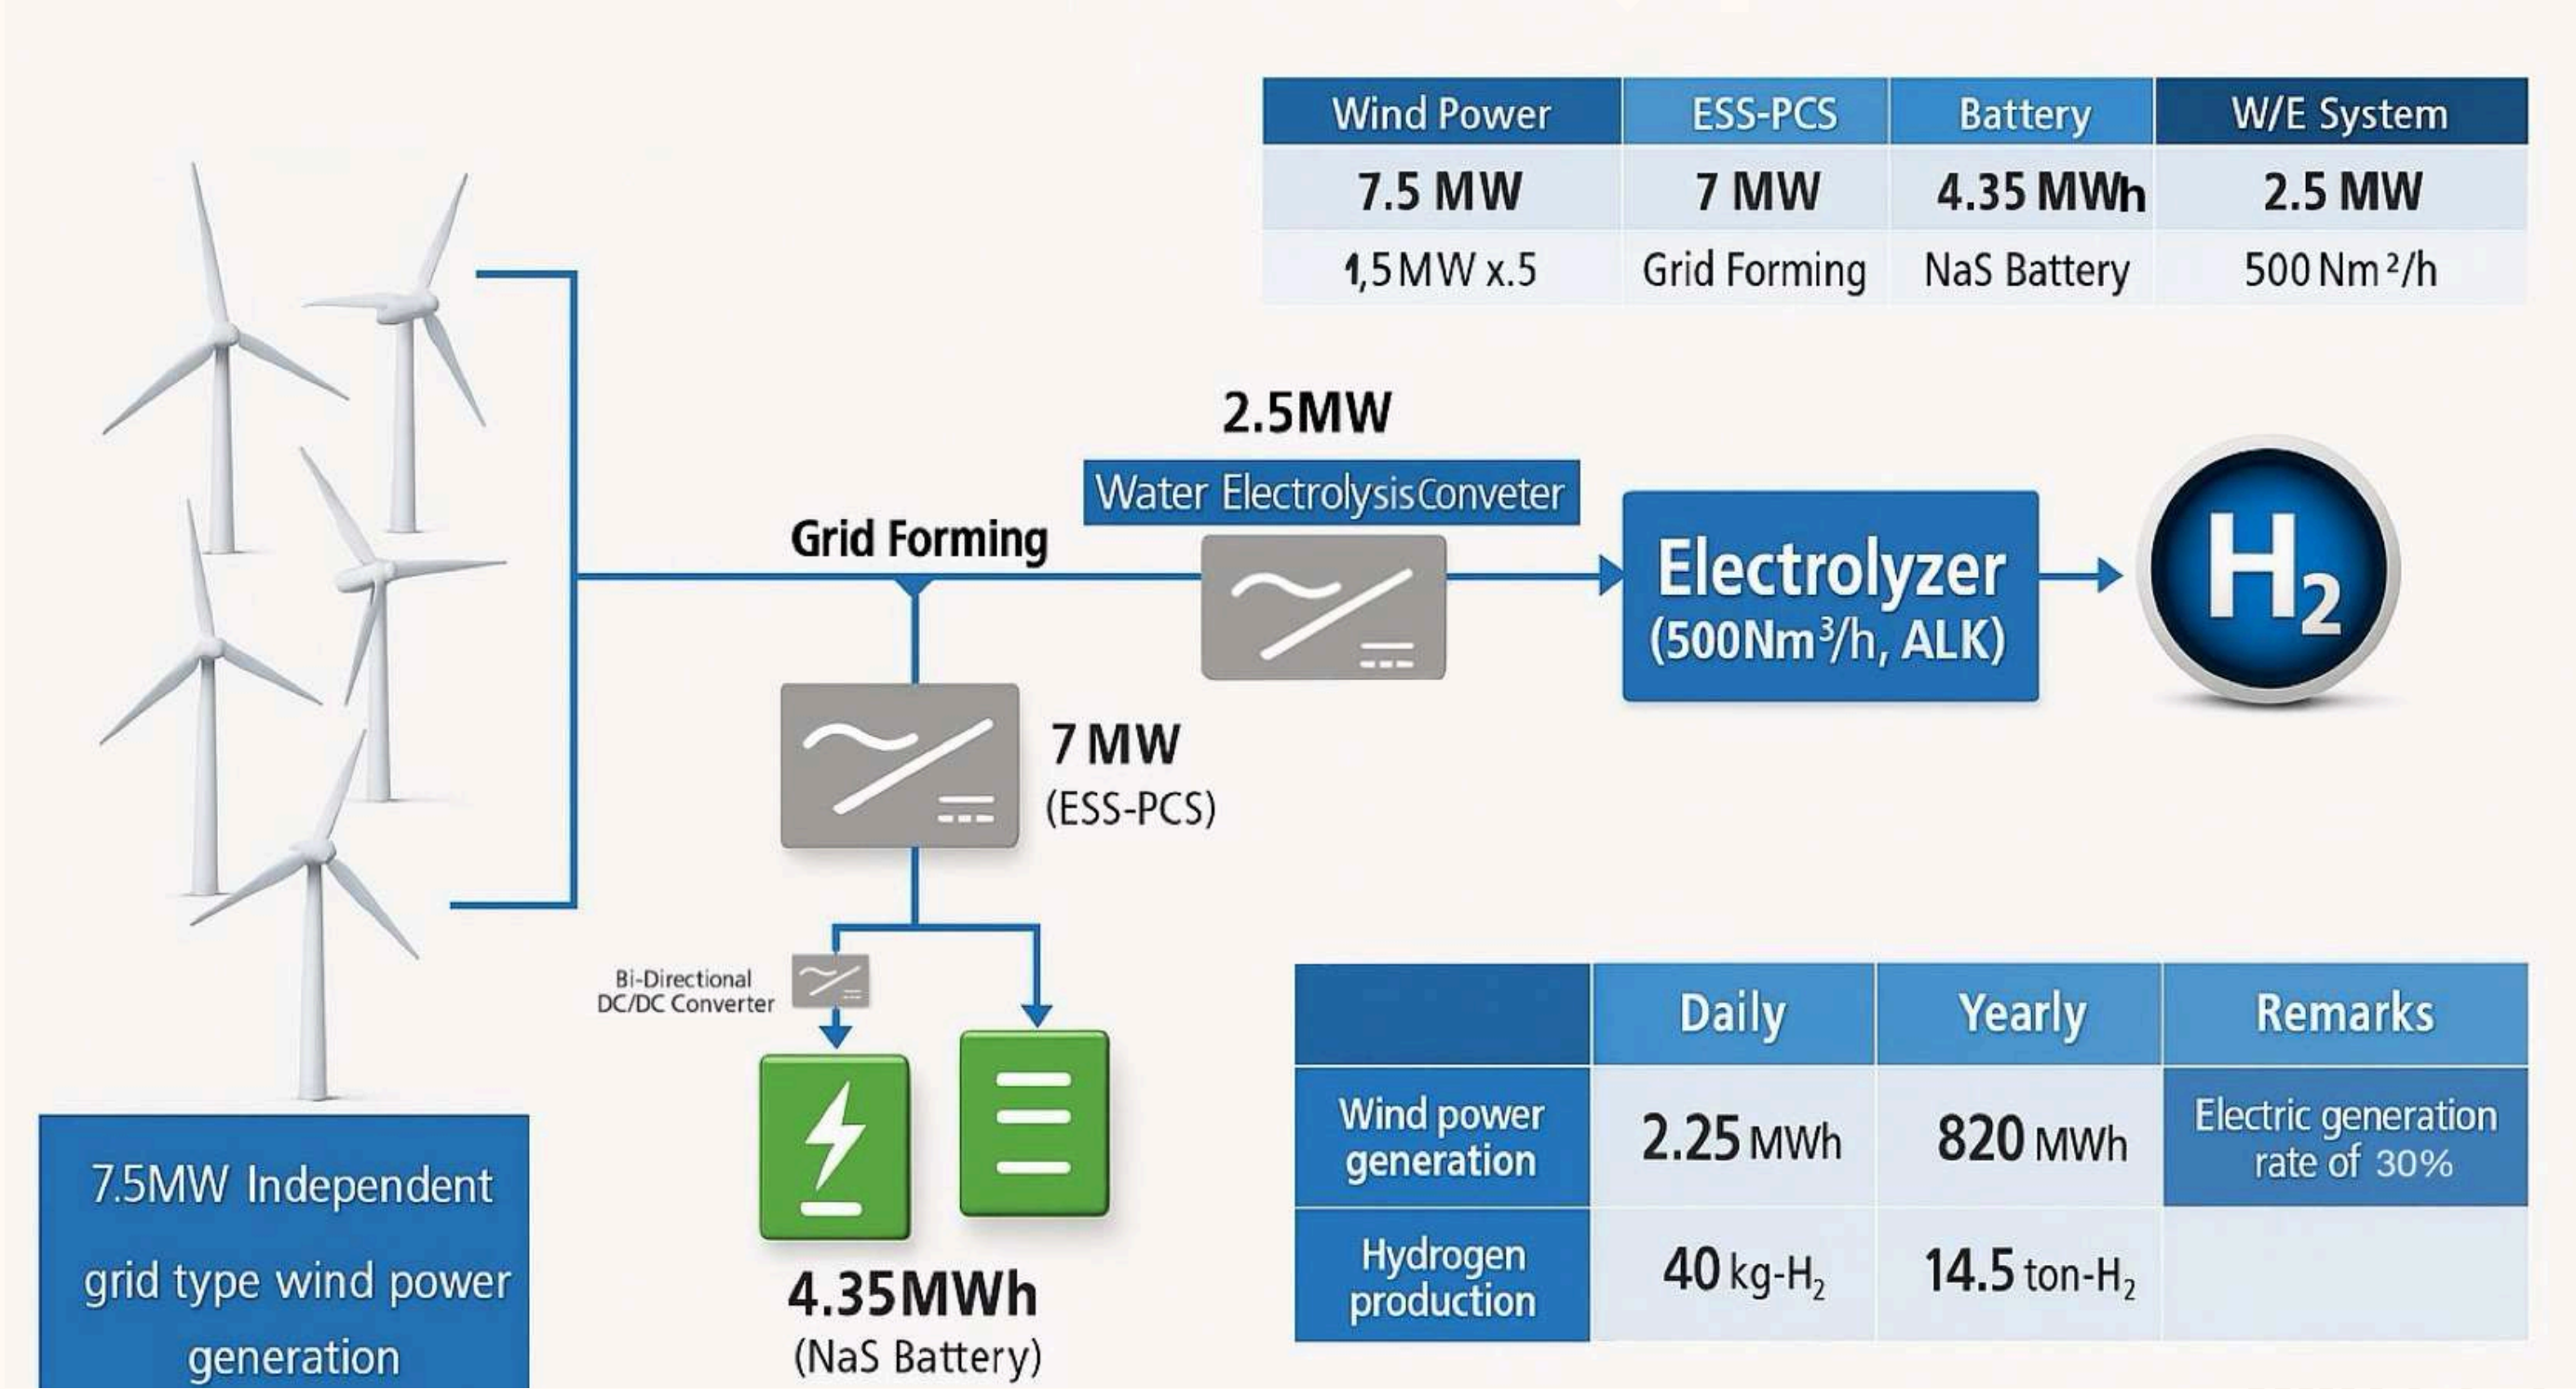 Wind Power ESS-PCS Battery W/E System
7.5 MW 7 MW 4.35 MWh 2.5 MW
1,5 MW x.5 Grid Forming NaS Battery 500 Nm²/h
2.5MW
Water ElectrolysisConveter
Grid Forming
Electrolyzer
(500Nm³/h, ALK)
H₂
7 MW
(ESS-PCS)
Bi-Directional
DC/DC Converter
4.35MWh
(NaS Battery)
7.5MW Independent
grid type wind power
generation
Daily Yearly Remarks
Wind power
generation
2.25 MWh 820 MWh
Electric generation
rate of 30%
Hydrogen
production
40 kg-H₂ 14.5 ton-H₂